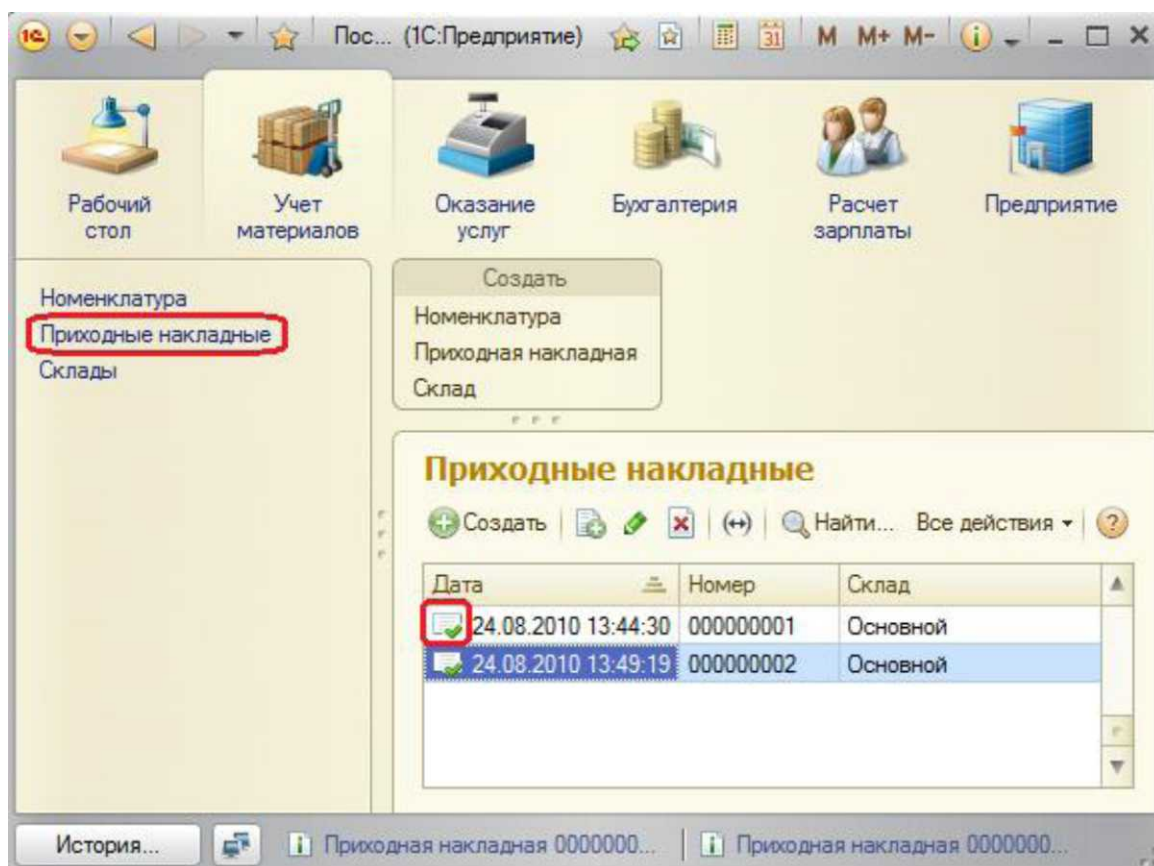 1С
Пос... (1С:Предприятие)
31
M M+ M-
Рабочий
стол
Учет
материалов
Оказание
услуг
Бухгалтерия
Расчет
зарплаты
Предприятие
Номенклатура
Приходные накладные
Склады
Создать
Номенклатура
Приходная накладная
Склад
Приходные накладные
Создать Найти... Все действия ?
Дата Номер Склад
24.08.2010 13:44:30 000000001 Основной
24.08.2010 13:49:19 000000002 Основной
История... Приходная накладная 0000000... Приходная накладная 0000000...